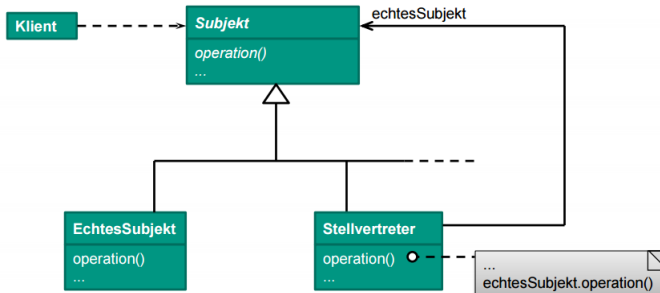 Klient
Subjekt
operation()
...
echtesSubjekt
EchtesSubjekt
operation()
...
Stellvertreter
operation()
...
...
echtesSubjekt.operation()